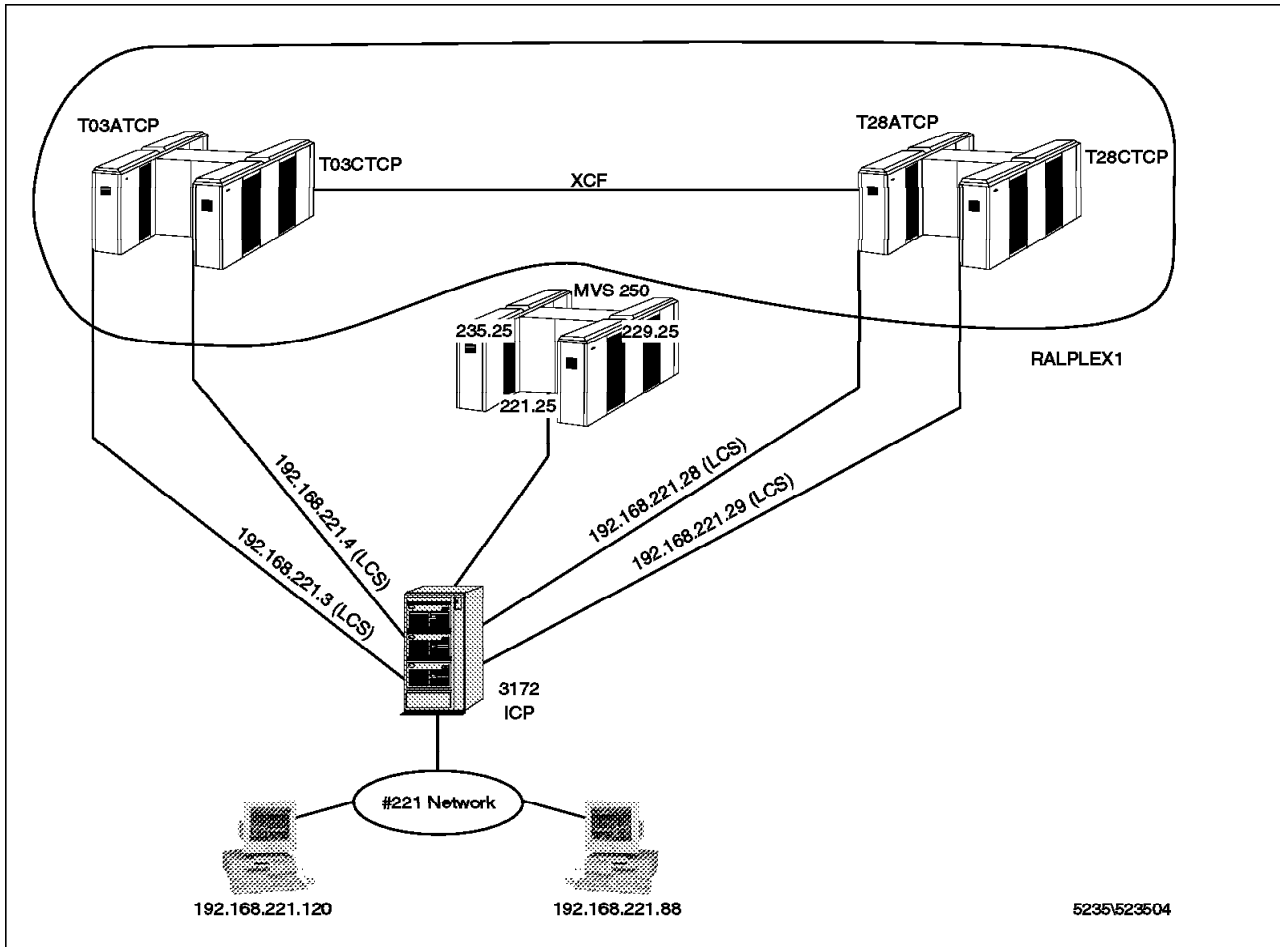 T03ATCP
T28ATCP
T03CTCP
T28CTCP
XCF
MVS 250
235.25
229.25
RALPLEX1
221.25
192.168.221.4 (LCS)
192.168.221.28 (LCS)
192.168.221.3 (LCS)
192.168.221.29 (LCS)
3172
ICP
#221 Network
192.168.221.120
192.168.221.88
5235\523504